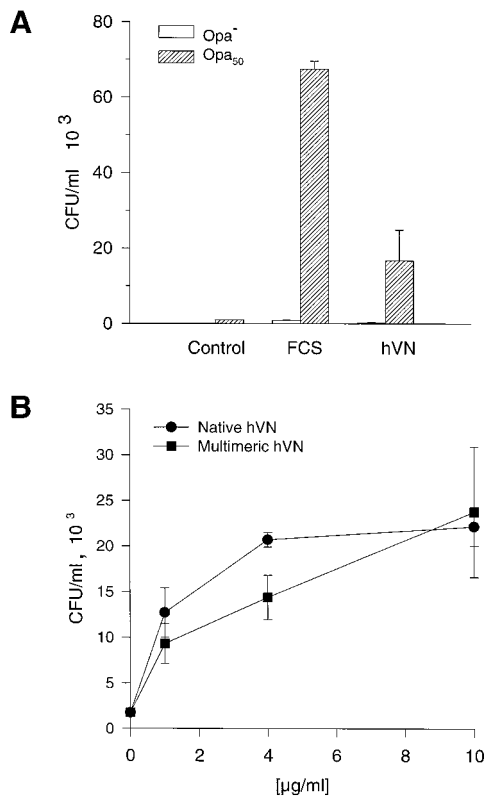 A
Opa⁻
Opa₅₀
80
60
40
20
0
CFU/ml 10³
Control FCS hVN
B
Native hVN
Multimeric hVN
35
30
25
20
15
10
5
0
CFU/ml , 10³
0 2 4 6 8 10
[µg/ml]